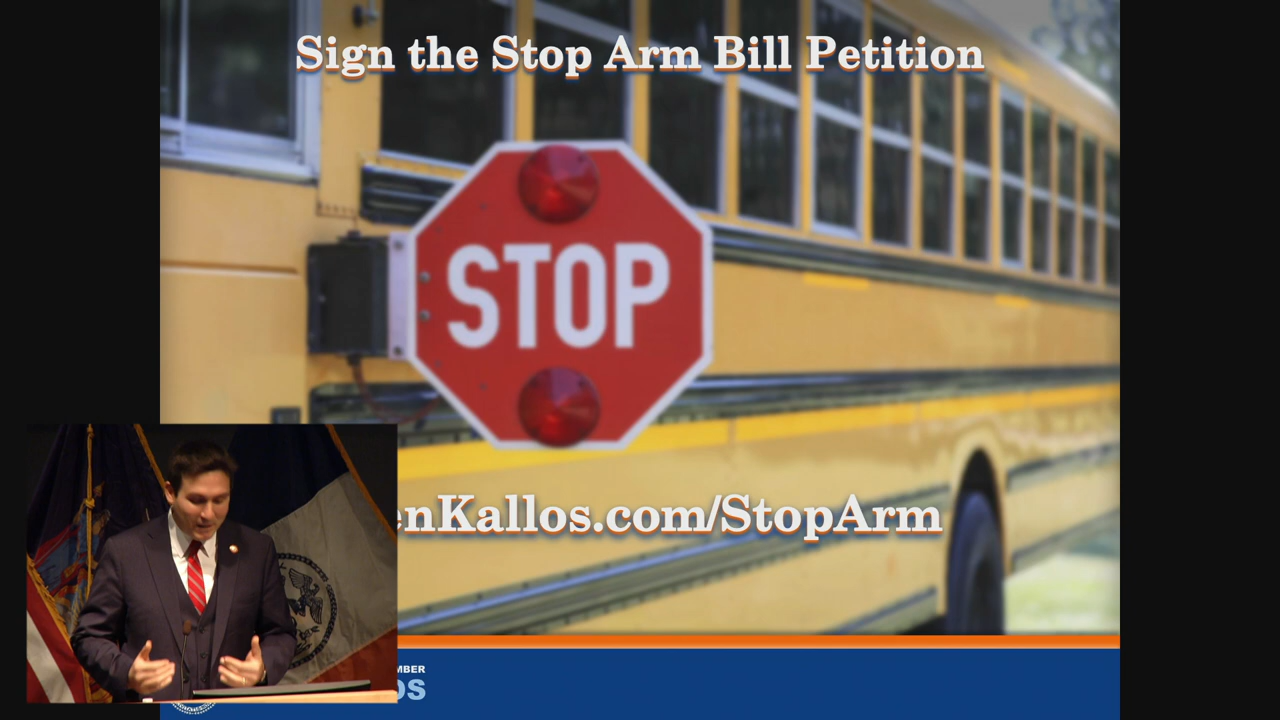 Sign the Stop Arm Bill Petition
STOP
enKallos.com/StopArm
MBER
OS